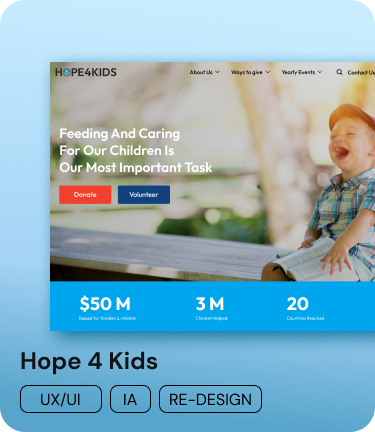 HOPE4KIDS
About Us Ways to give Yearly Events Contact Us
Feeding And Caring
For Our Children Is
Our Most Important Task
Donate Volunteer
$50 M 3 M 20
Raised for families & children Children Helped Countries Reached
Hope 4 Kids
UX/UI IA RE-DESIGN